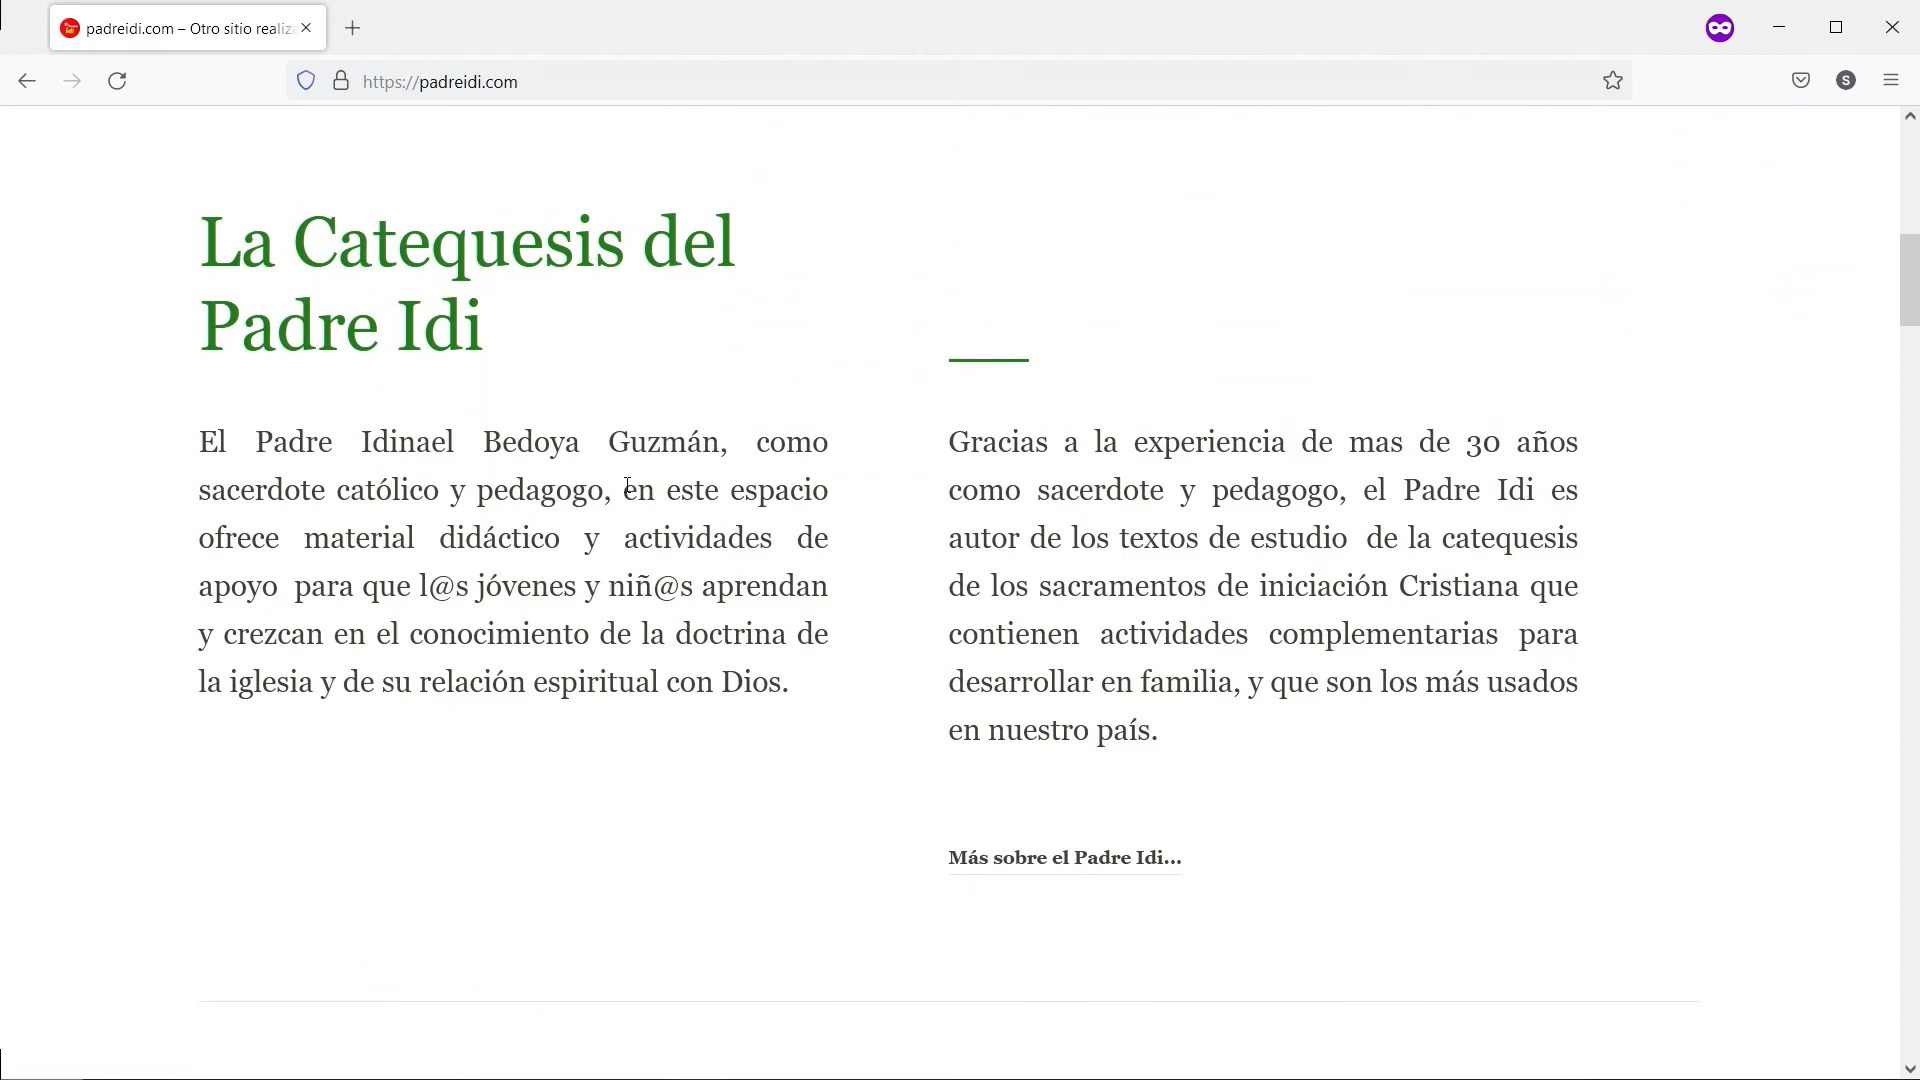 padreidi.com – Otro sitio realiza
https://padreidi.com
S
La Catequesis del
Padre Idi
El Padre Idinael Bedoya Guzmán, como
sacerdote católico y pedagogo, en este espacio
ofrece material didáctico y actividades de
apoyo para que l@s jóvenes y niñ@s aprendan
y crezcan en el conocimiento de la doctrina de
la iglesia y de su relación espiritual con Dios.
Gracias a la experiencia de mas de 30 años
como sacerdote y pedagogo, el Padre Idi es
autor de los textos de estudio de la catequesis
de los sacramentos de iniciación Cristiana que
contienen actividades complementarias para
desarrollar en familia, y que son los más usados
en nuestro país.
Más sobre el Padre Idi...